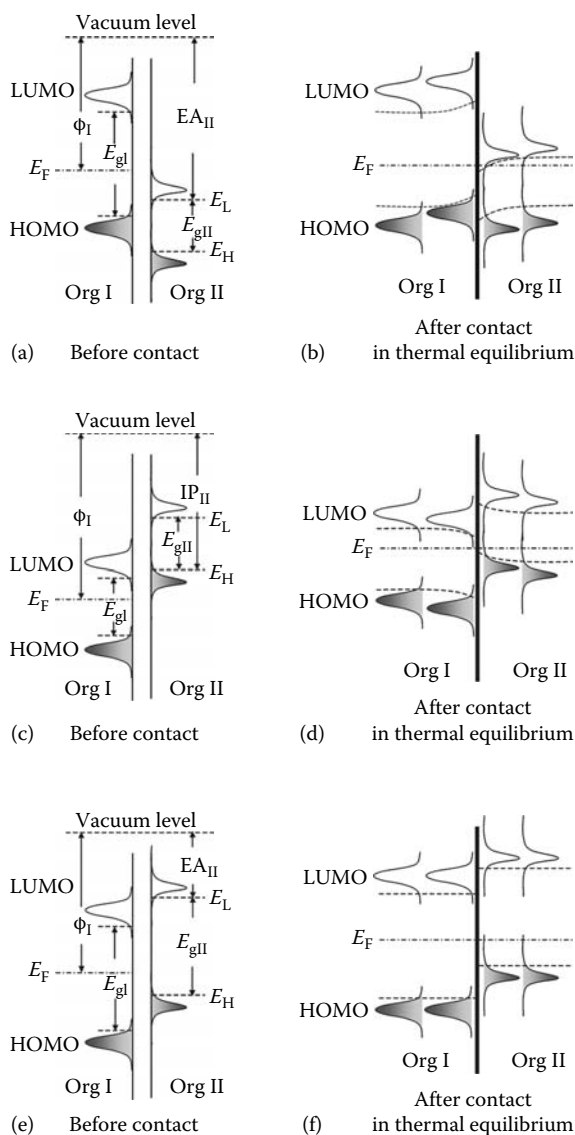 Vacuum level
LUMO
ϕI
EAII
EgI
EF
EL
EgII
EH
HOMO
Org I
Org II
(a) Before contact
LUMO
EF
HOMO
Org I
Org II
(b) After contact
in thermal equilibrium
Vacuum level
IPII
ϕI
EL
EgII
LUMO
EH
EF
EgI
HOMO
Org I
Org II
(c) Before contact
LUMO
EF
HOMO
Org I
Org II
(d) After contact
in thermal equilibrium
Vacuum level
EAII
LUMO
EL
ϕI
EgII
EF
EgI
EH
HOMO
Org I
Org II
(e) Before contact
LUMO
EF
HOMO
Org I
Org II
(f) After contact
in thermal equilibrium